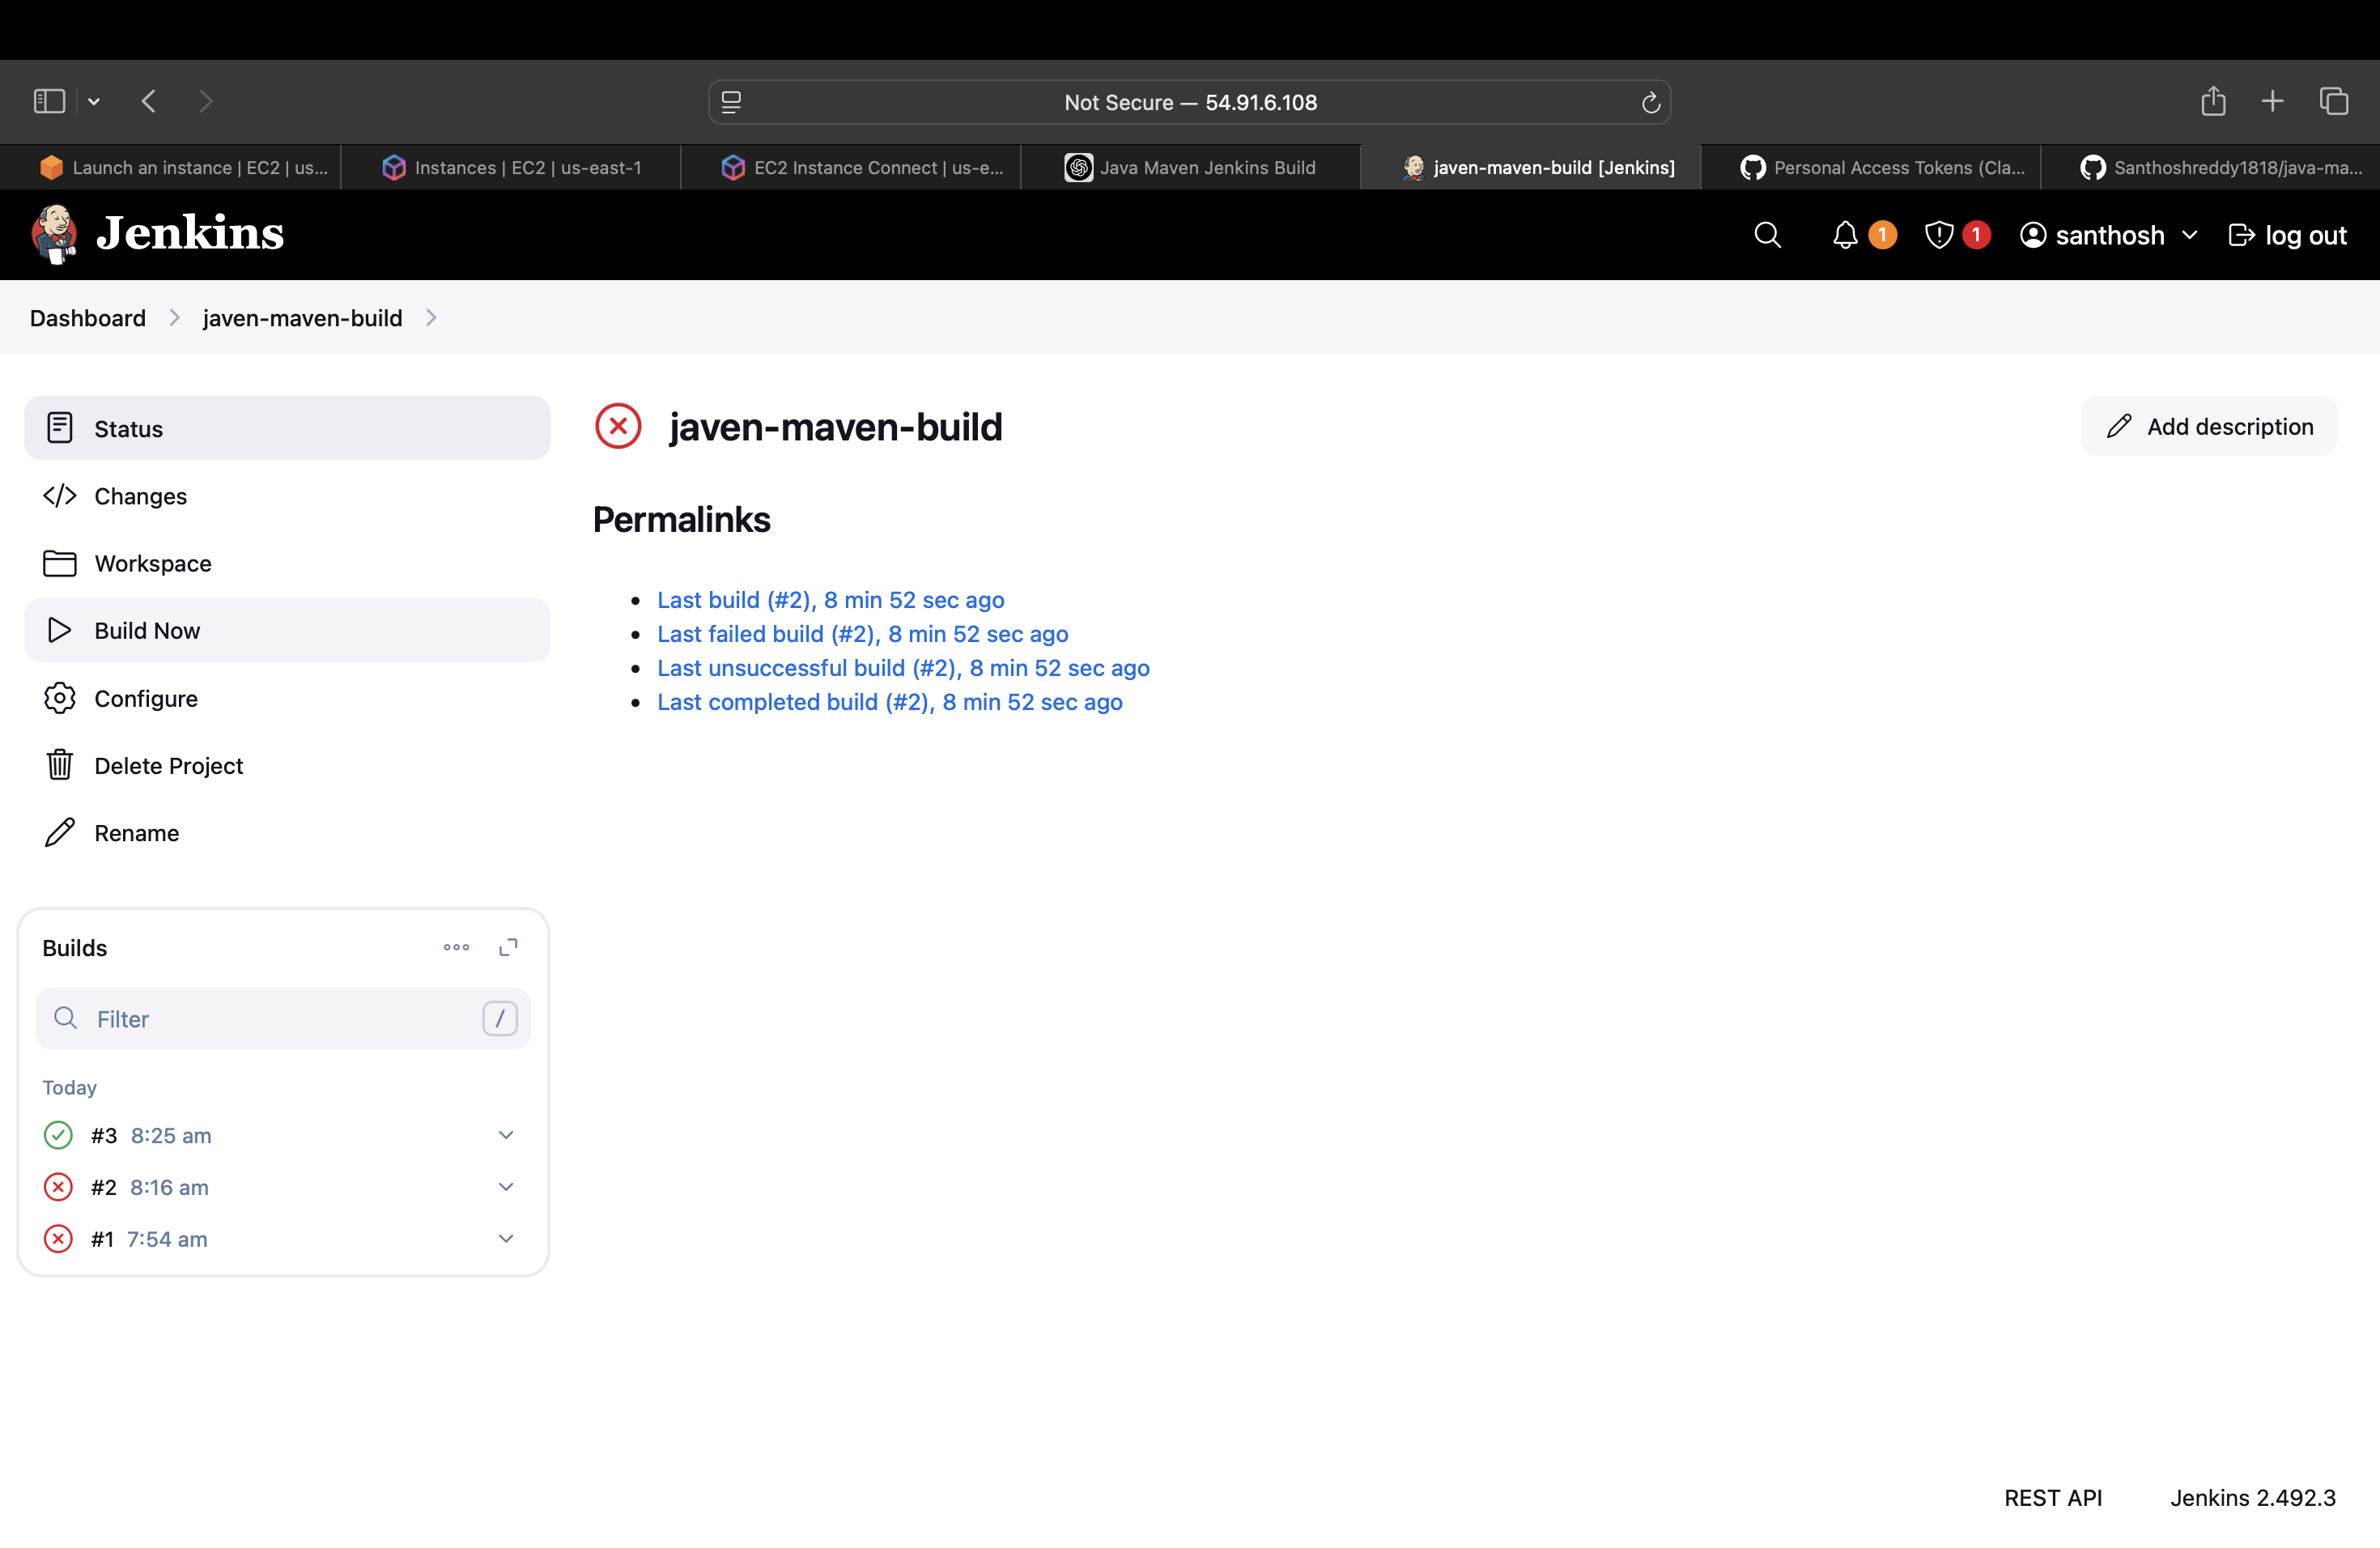 Not Secure — 54.91.6.108
Launch an instance | EC2 | us...
Instances | EC2 | us-east-1
EC2 Instance Connect | us-e...
Java Maven Jenkins Build
javen-maven-build [Jenkins]
Personal Access Tokens (Cla...
Santhoshreddy1818/java-ma...
Jenkins
1
1
santhosh
log out
Dashboard
javen-maven-build
Status
Changes
Workspace
Build Now
Configure
Delete Project
Rename
javen-maven-build
Add description
Permalinks
Last build (#2), 8 min 52 sec ago
Last failed build (#2), 8 min 52 sec ago
Last unsuccessful build (#2), 8 min 52 sec ago
Last completed build (#2), 8 min 52 sec ago
Builds
Filter
/
Today
#3 8:25 am
#2 8:16 am
#1 7:54 am
REST API
Jenkins 2.492.3